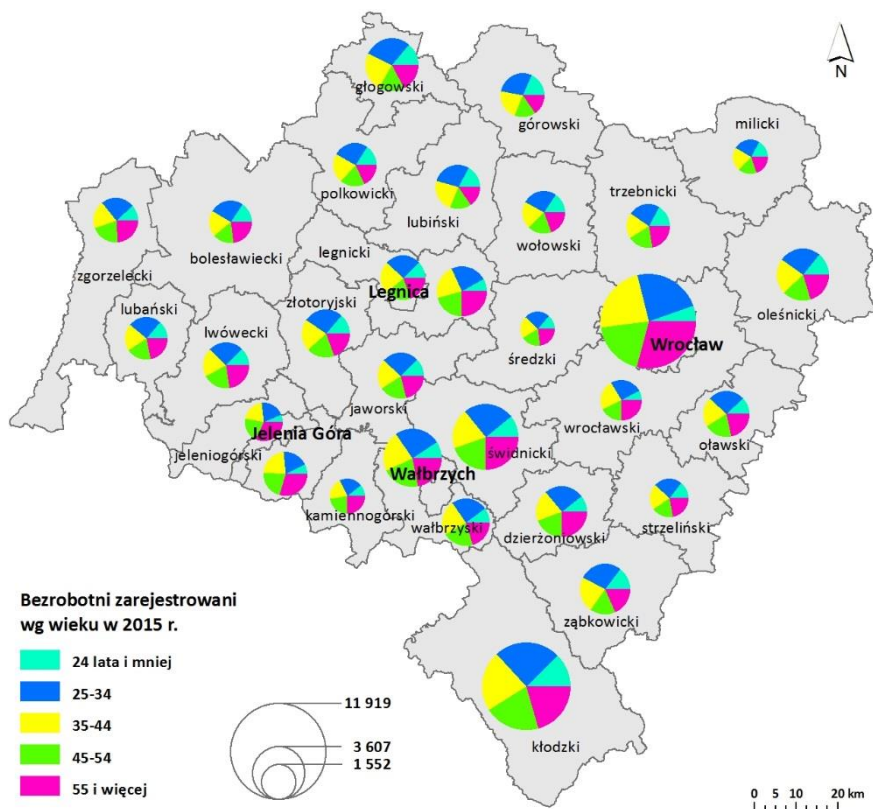 N
głogowski
górowski
milicki
polkowicki
lubiński
trzebnicki
wołowski
zgorzelecki
bolesławiecki
legnicki
oleśnicki
Legnica
lubański
lwówecki
złotoryjski
średzki
Wrocław
jaworski
wrocławski
oławski
jeleniogórski
Jelenia Góra
świdnicki
Wałbrzych
kamiennogórski
wałbrzyski
dzierżoniowski
strzeliński
ząbkowicki
kłodzki
Bezrobotni zarejestrowani
wg wieku w 2015 r.
24 lata i mniej
25-34
35-44
45-54
55 i więcej
11 919
3 607
1 552
0 5 10 20 km